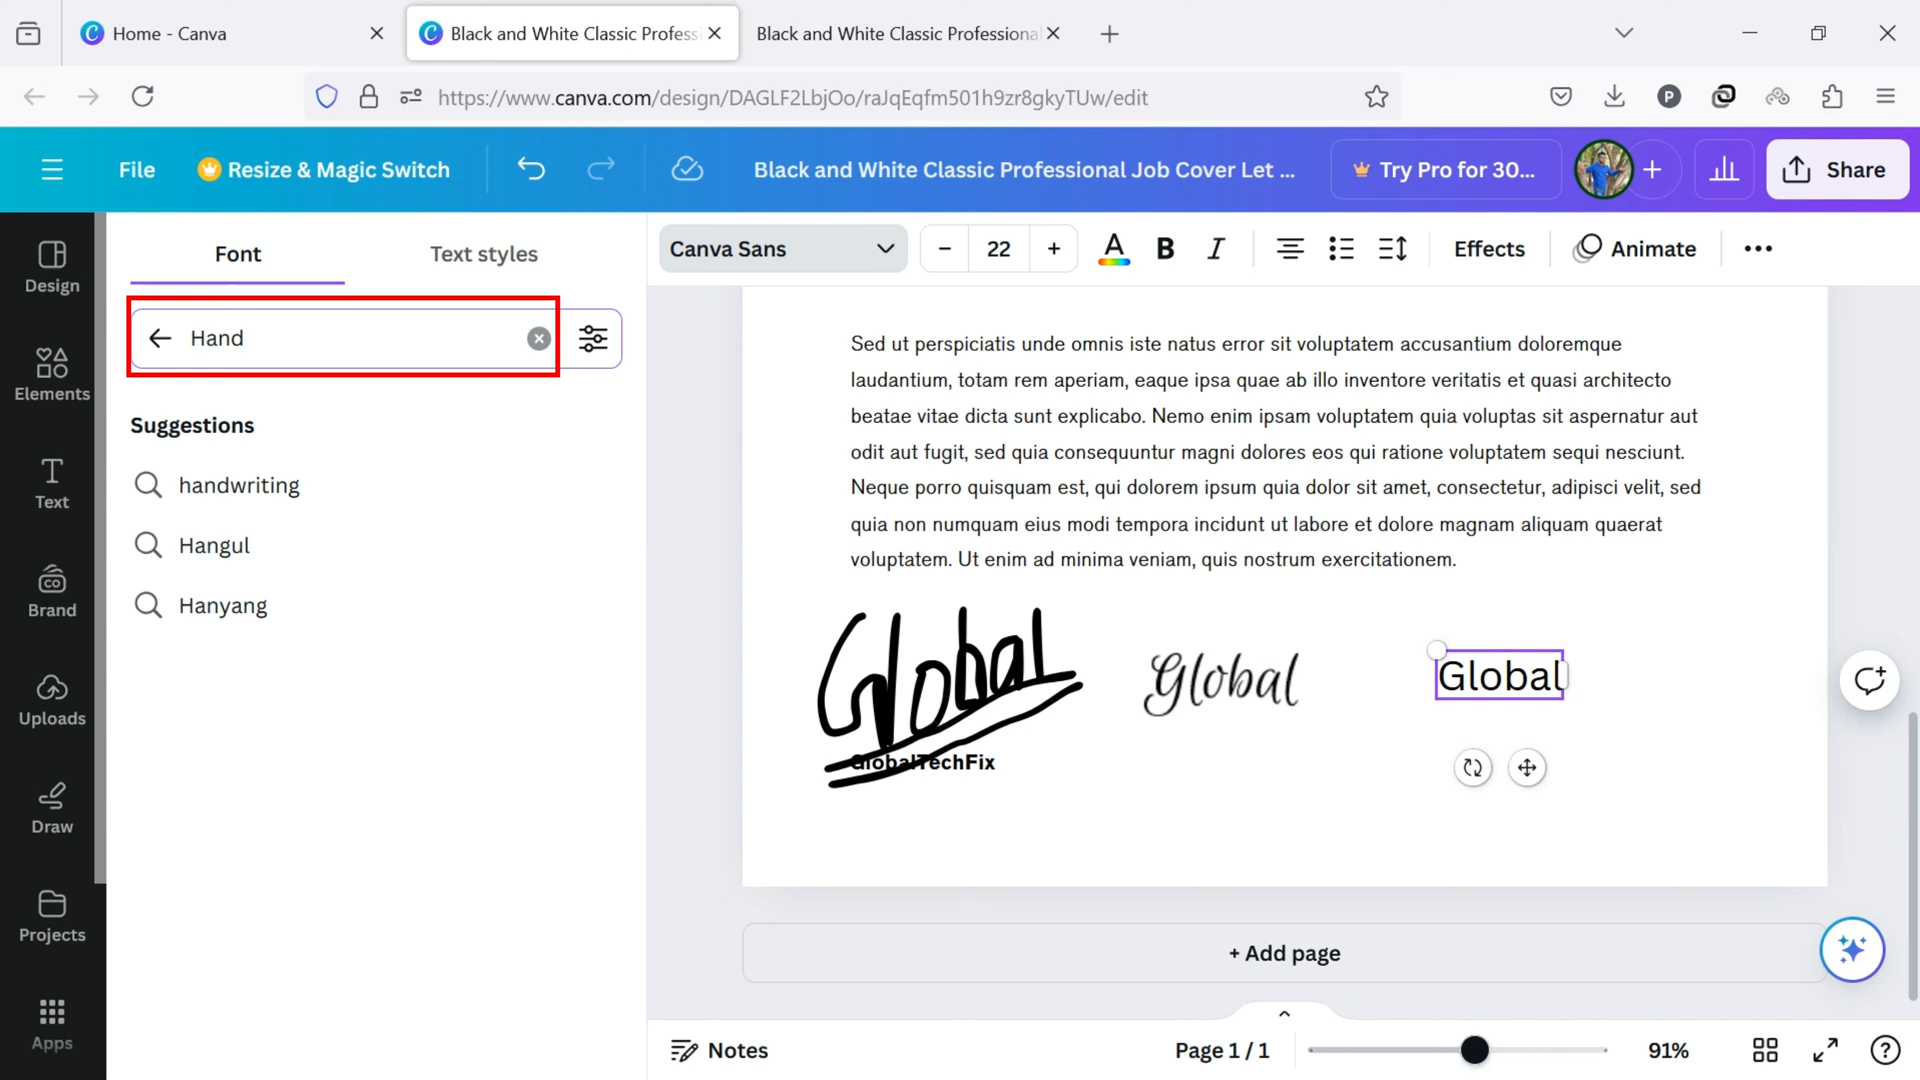 Home - Canva
Black and White Classic Profess
Black and White Classic Professional
https://www.canva.com/design/DAGLF2LbjOo/raJqEqfm501h9zr8gkyTUw/edit
P
File
Resize & Magic Switch
Black and White Classic Professional Job Cover Let ...
Try Pro for 30...
Share
Font
Text styles
Canva Sans
22
A
B
I
Effects
Animate
Design
Elements
Text
Brand
Uploads
Draw
Projects
Apps
Hand
Suggestions
handwriting
Hangul
Hanyang
Sed ut perspiciatis unde omnis iste natus error sit voluptatem accusantium doloremque
laudantium, totam rem aperiam, eaque ipsa quae ab illo inventore veritatis et quasi architecto
beatae vitae dicta sunt explicabo. Nemo enim ipsam voluptatem quia voluptas sit aspernatur aut
odit aut fugit, sed quia consequuntur magni dolores eos qui ratione voluptatem sequi nesciunt.
Neque porro quisquam est, qui dolorem ipsum quia dolor sit amet, consectetur, adipisci velit, sed
quia non numquam eius modi tempora incidunt ut labore et dolore magnam aliquam quaerat
voluptatem. Ut enim ad minima veniam, quis nostrum exercitationem.
Global
Global
Global
GlobalTechFix
+ Add page
Notes
Page 1 / 1
91%